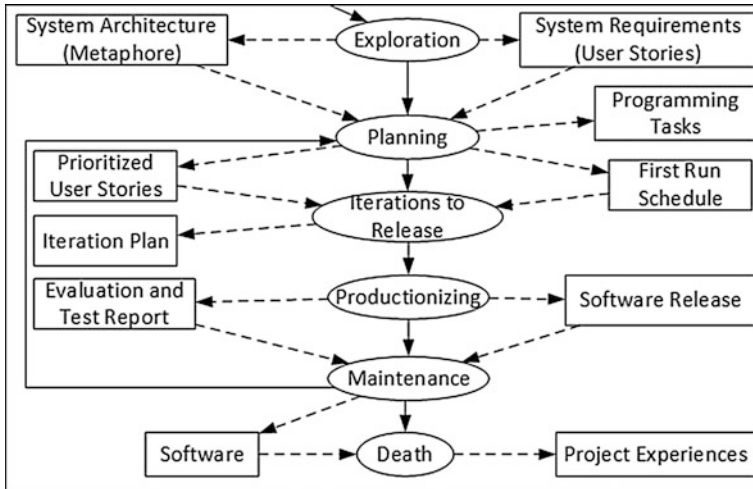 System Architecture
(Metaphore)
Exploration
System Requirements
(User Stories)
Programming
Tasks
Planning
Prioritized
User Stories
First Run
Schedule
Iterations to
Release
Iteration Plan
Evaluation and
Test Report
Productionizing
Software Release
Maintenance
Software
Death
Project Experiences